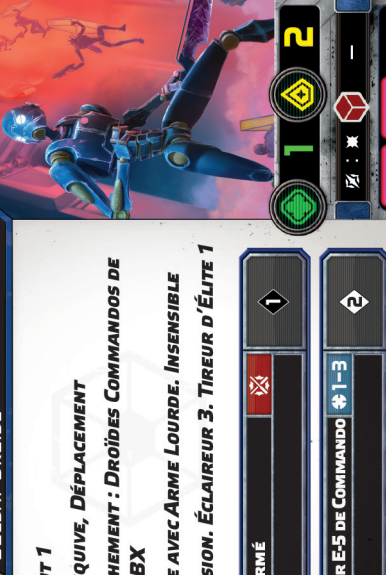 T 1
QUIVE, DÉPLACEMENT
HEMENT : DROÏDES COMMANDOS DE
BX
E AVEC ARME LOURDE. INSENSIBLE
SION. ÉCLAIREUR 3. TIREUR D'ÉLITE 1
1 2
: –
RMÉ 1
R E-5 DE COMMANDO 1–3 2